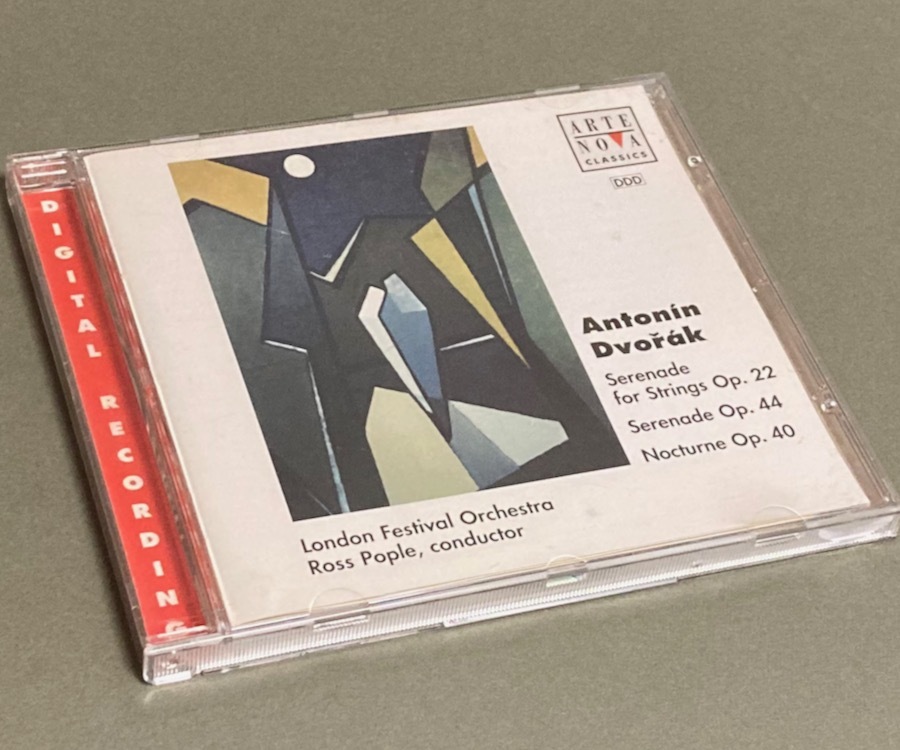 DIGITAL RECORDING
ARTE
NOVA
CLASSICS
DDD
Antonín
Dvořák
Serenade
for Strings Op. 22
Serenade Op. 44
Nocturne Op. 40
London Festival Orchestra
Ross Pople, conductor